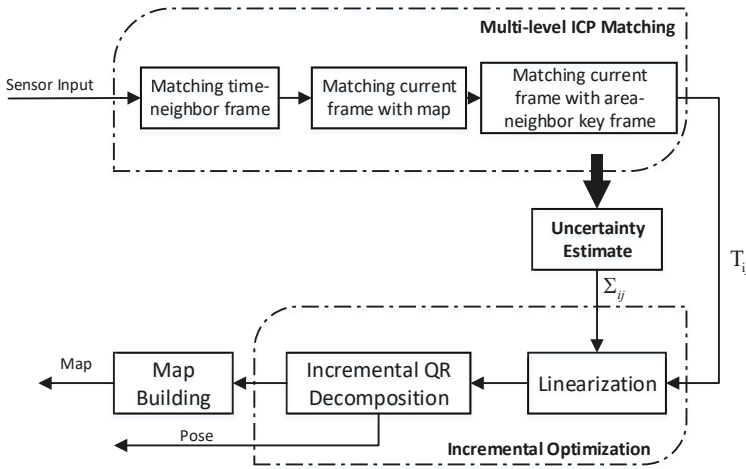 Multi-level ICP Matching
Sensor Input
Matching time-
neighbor frame
Matching current
frame with map
Matching current
frame with area-
neighbor key frame
Uncertainty
Estimate
Σij
Tij
Map
Map
Building
Incremental QR
Decomposition
Linearization
Pose
Incremental Optimization